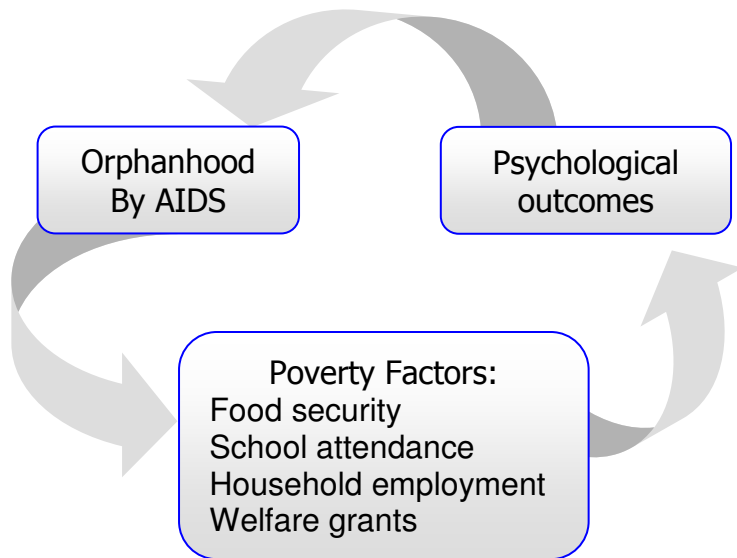 Orphanhood
By AIDS
Psychological
outcomes
Poverty Factors:
Food security
School attendance
Household employment
Welfare grants